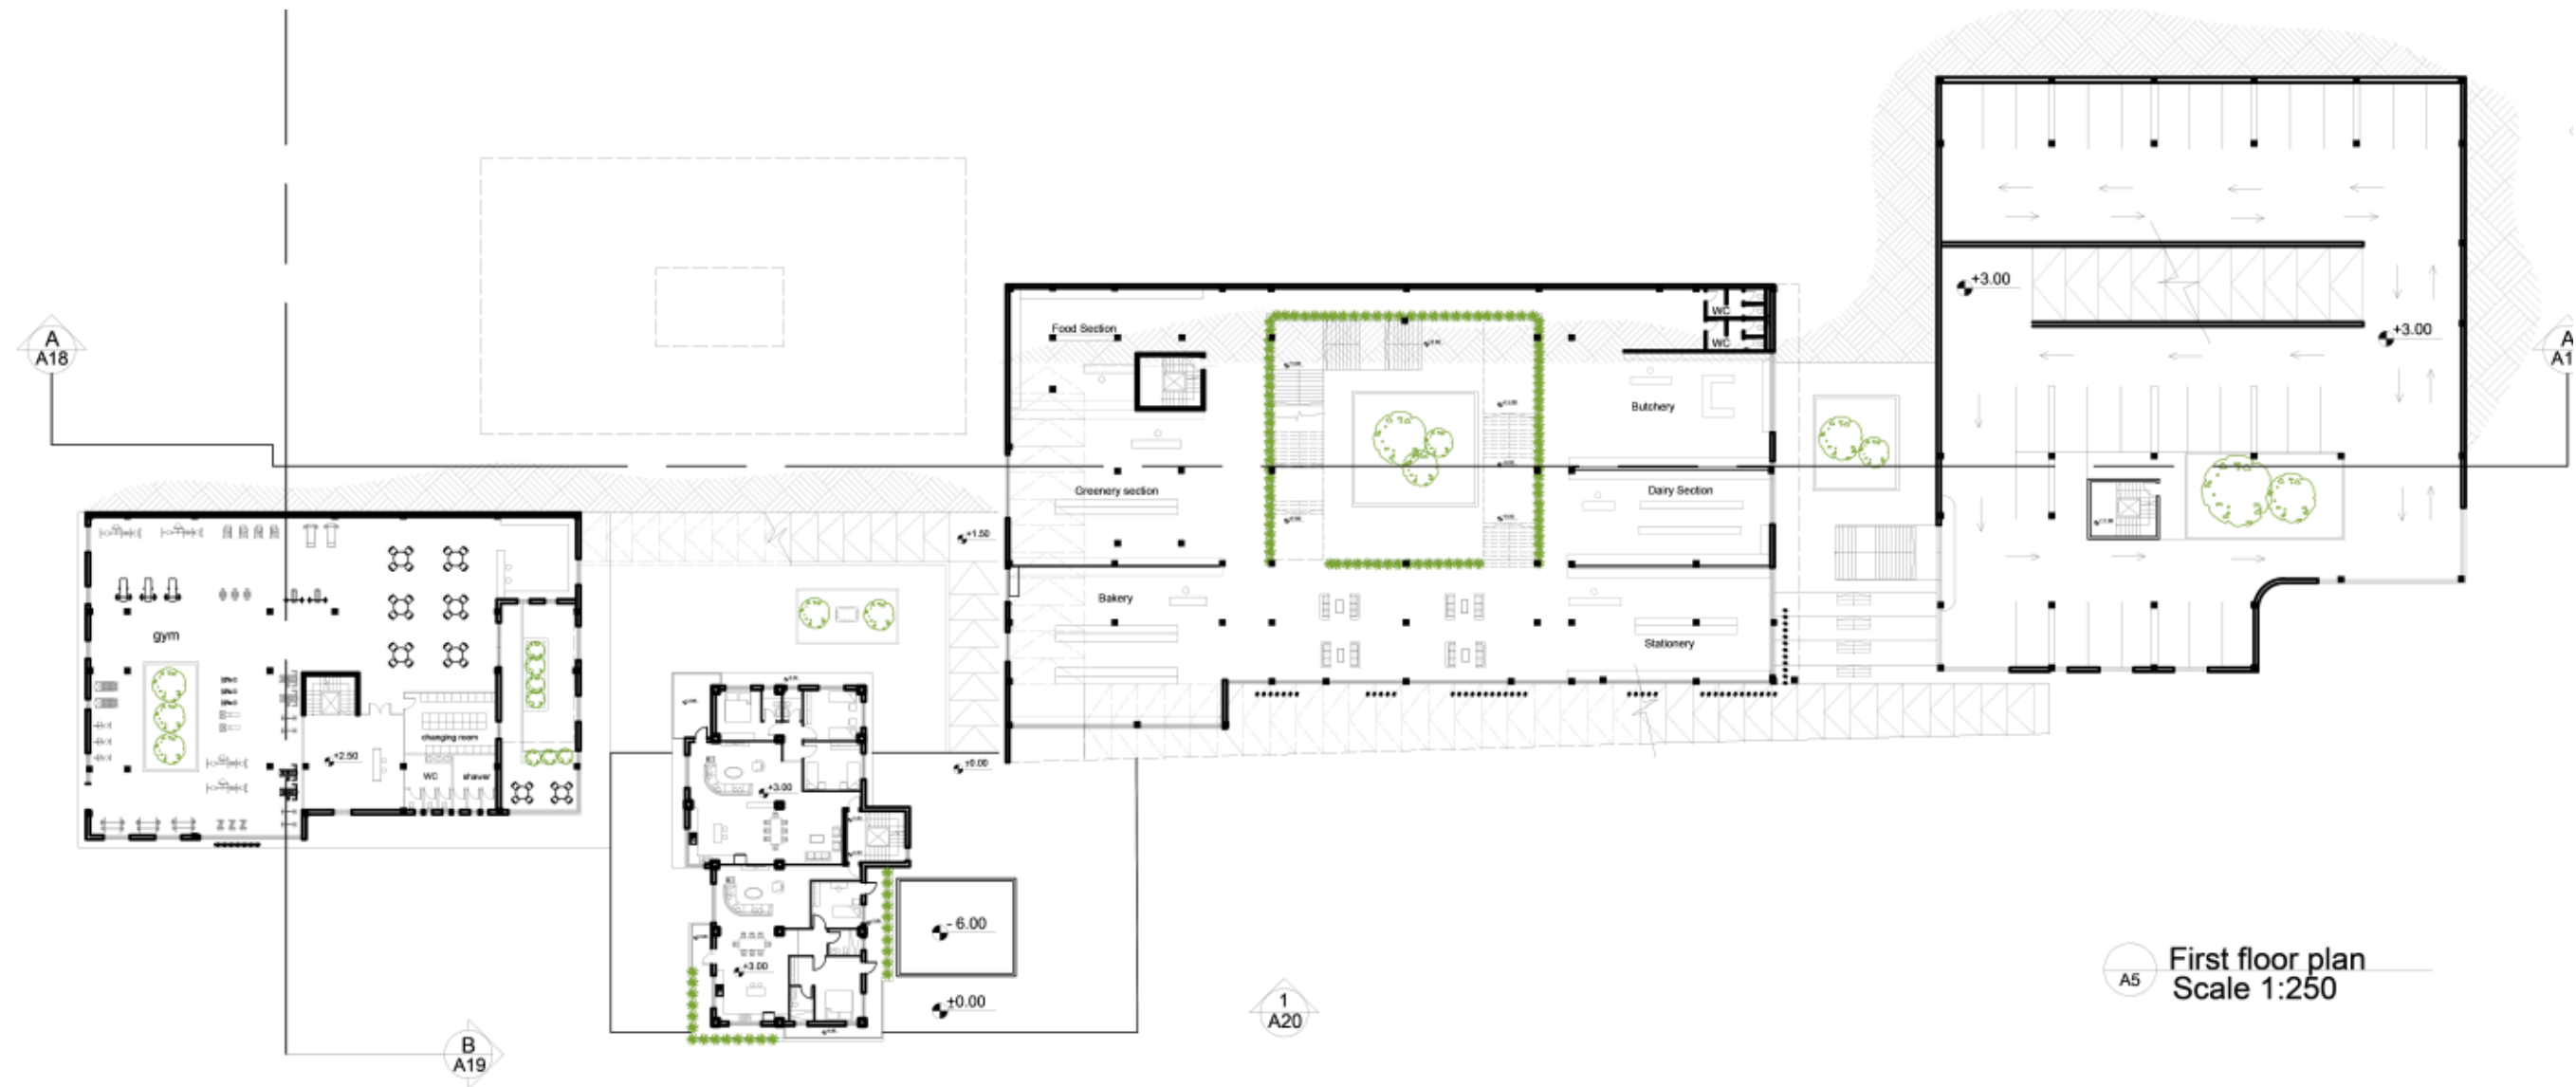 A
A18
+3.00
+3.00
A
Food Section
WC
WC
Butchery
Greenery section
Dairy Section
+1.50
Bakery
gym
Stationery
changing room
+2.50
WC
shower
±0.00
+3.00
- 6.00
+3.00
±0.00
1
A20
B
A19
A5
First floor plan
Scale 1:250